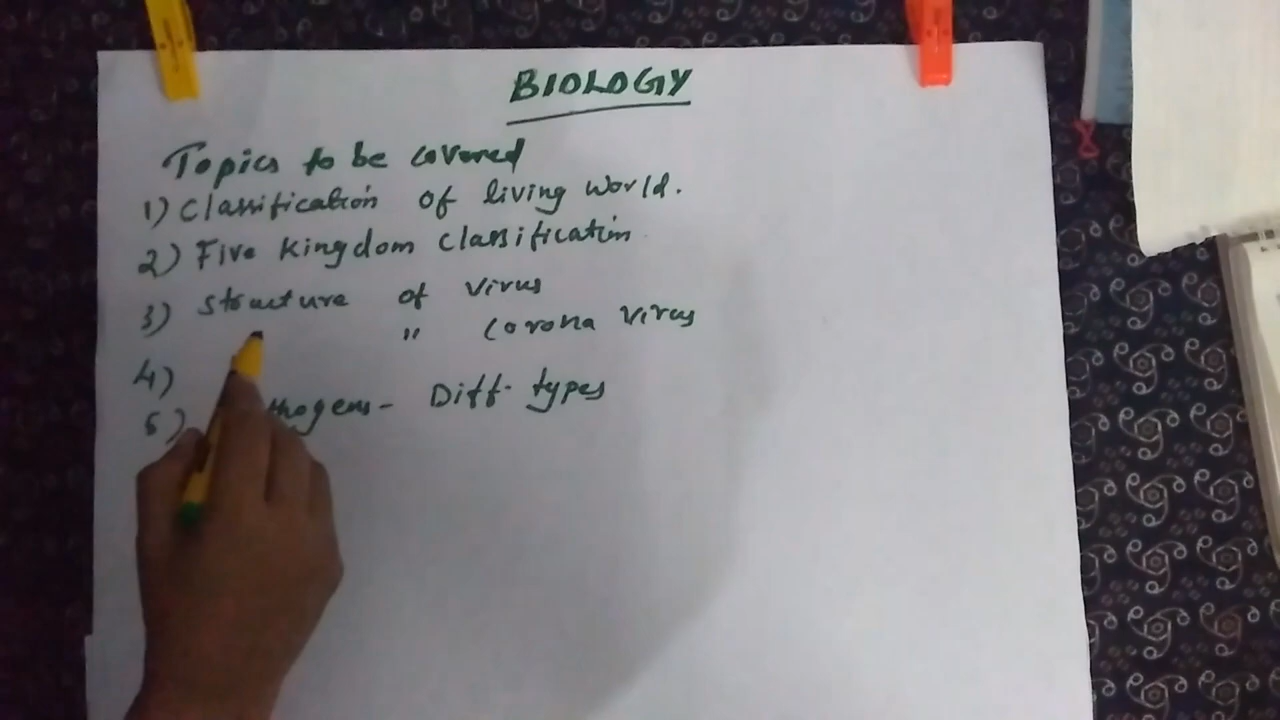 BIOLOGY
Topics to be covered
1) Classification of living world.
2) Five Kingdom Classification
3) Structure of Virus
4) " Corona Virus
5) thogens - Diff. types